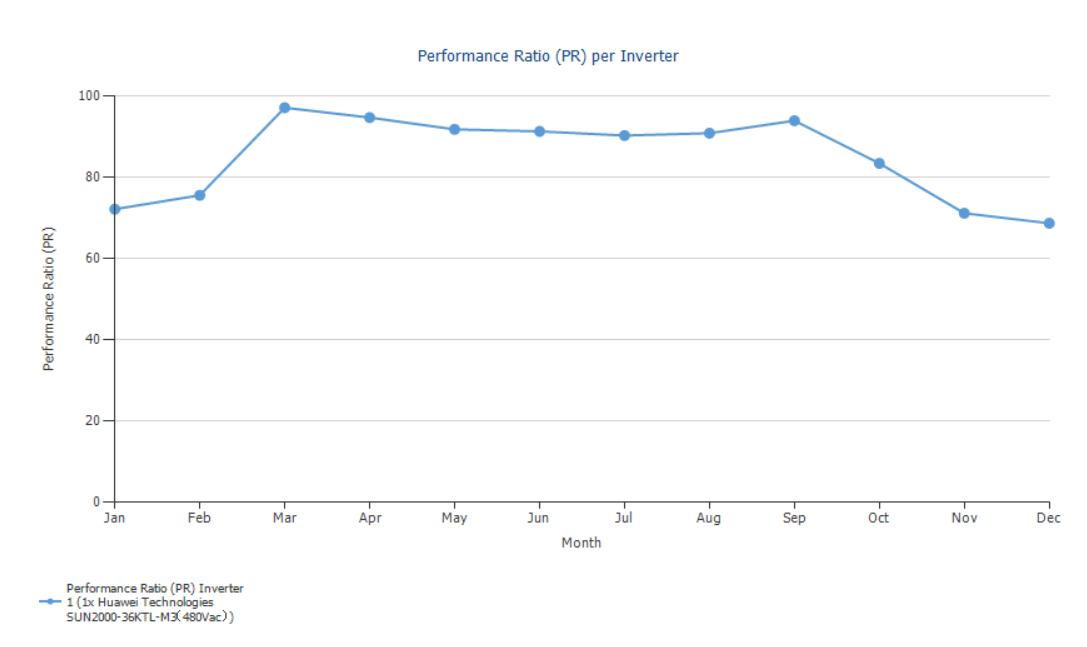 Performance Ratio (PR) per Inverter
100
80
60
40
20
0
Performance Ratio (PR)
Jan Feb Mar Apr May Jun Jul Aug Sep Oct Nov Dec
Month
Performance Ratio (PR) Inverter
1 (1x Huawei Technologies
SUN2000-36KTL-M3(480Vac))